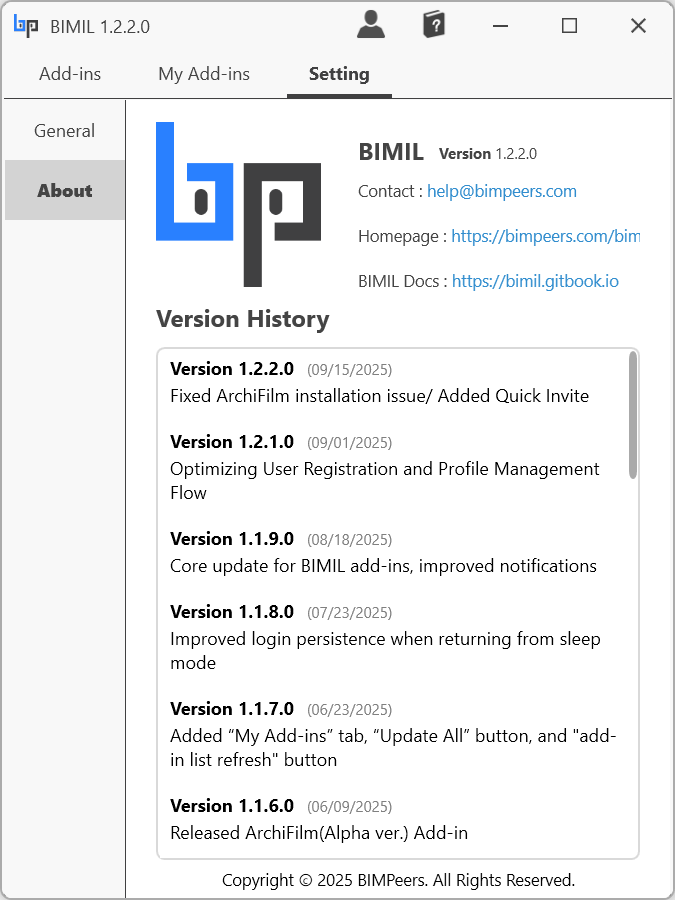 BIMIL 1.2.2.0
Add-ins
My Add-ins
Setting
General
About
bp
BIMIL Version 1.2.2.0
Contact : help@bimpeers.com
Homepage : https://bimpeers.com/bim
BIMIL Docs : https://bimil.gitbook.io
Version History
Version 1.2.2.0 (09/15/2025)
Fixed ArchiFilm installation issue/ Added Quick Invite
Version 1.2.1.0 (09/01/2025)
Optimizing User Registration and Profile Management
Flow
Version 1.1.9.0 (08/18/2025)
Core update for BIMIL add-ins, improved notifications
Version 1.1.8.0 (07/23/2025)
Improved login persistence when returning from sleep
mode
Version 1.1.7.0 (06/23/2025)
Added “My Add-ins” tab, “Update All” button, and "add-
in list refresh" button
Version 1.1.6.0 (06/09/2025)
Released ArchiFilm(Alpha ver.) Add-in
Copyright © 2025 BIMPeers. All Rights Reserved.